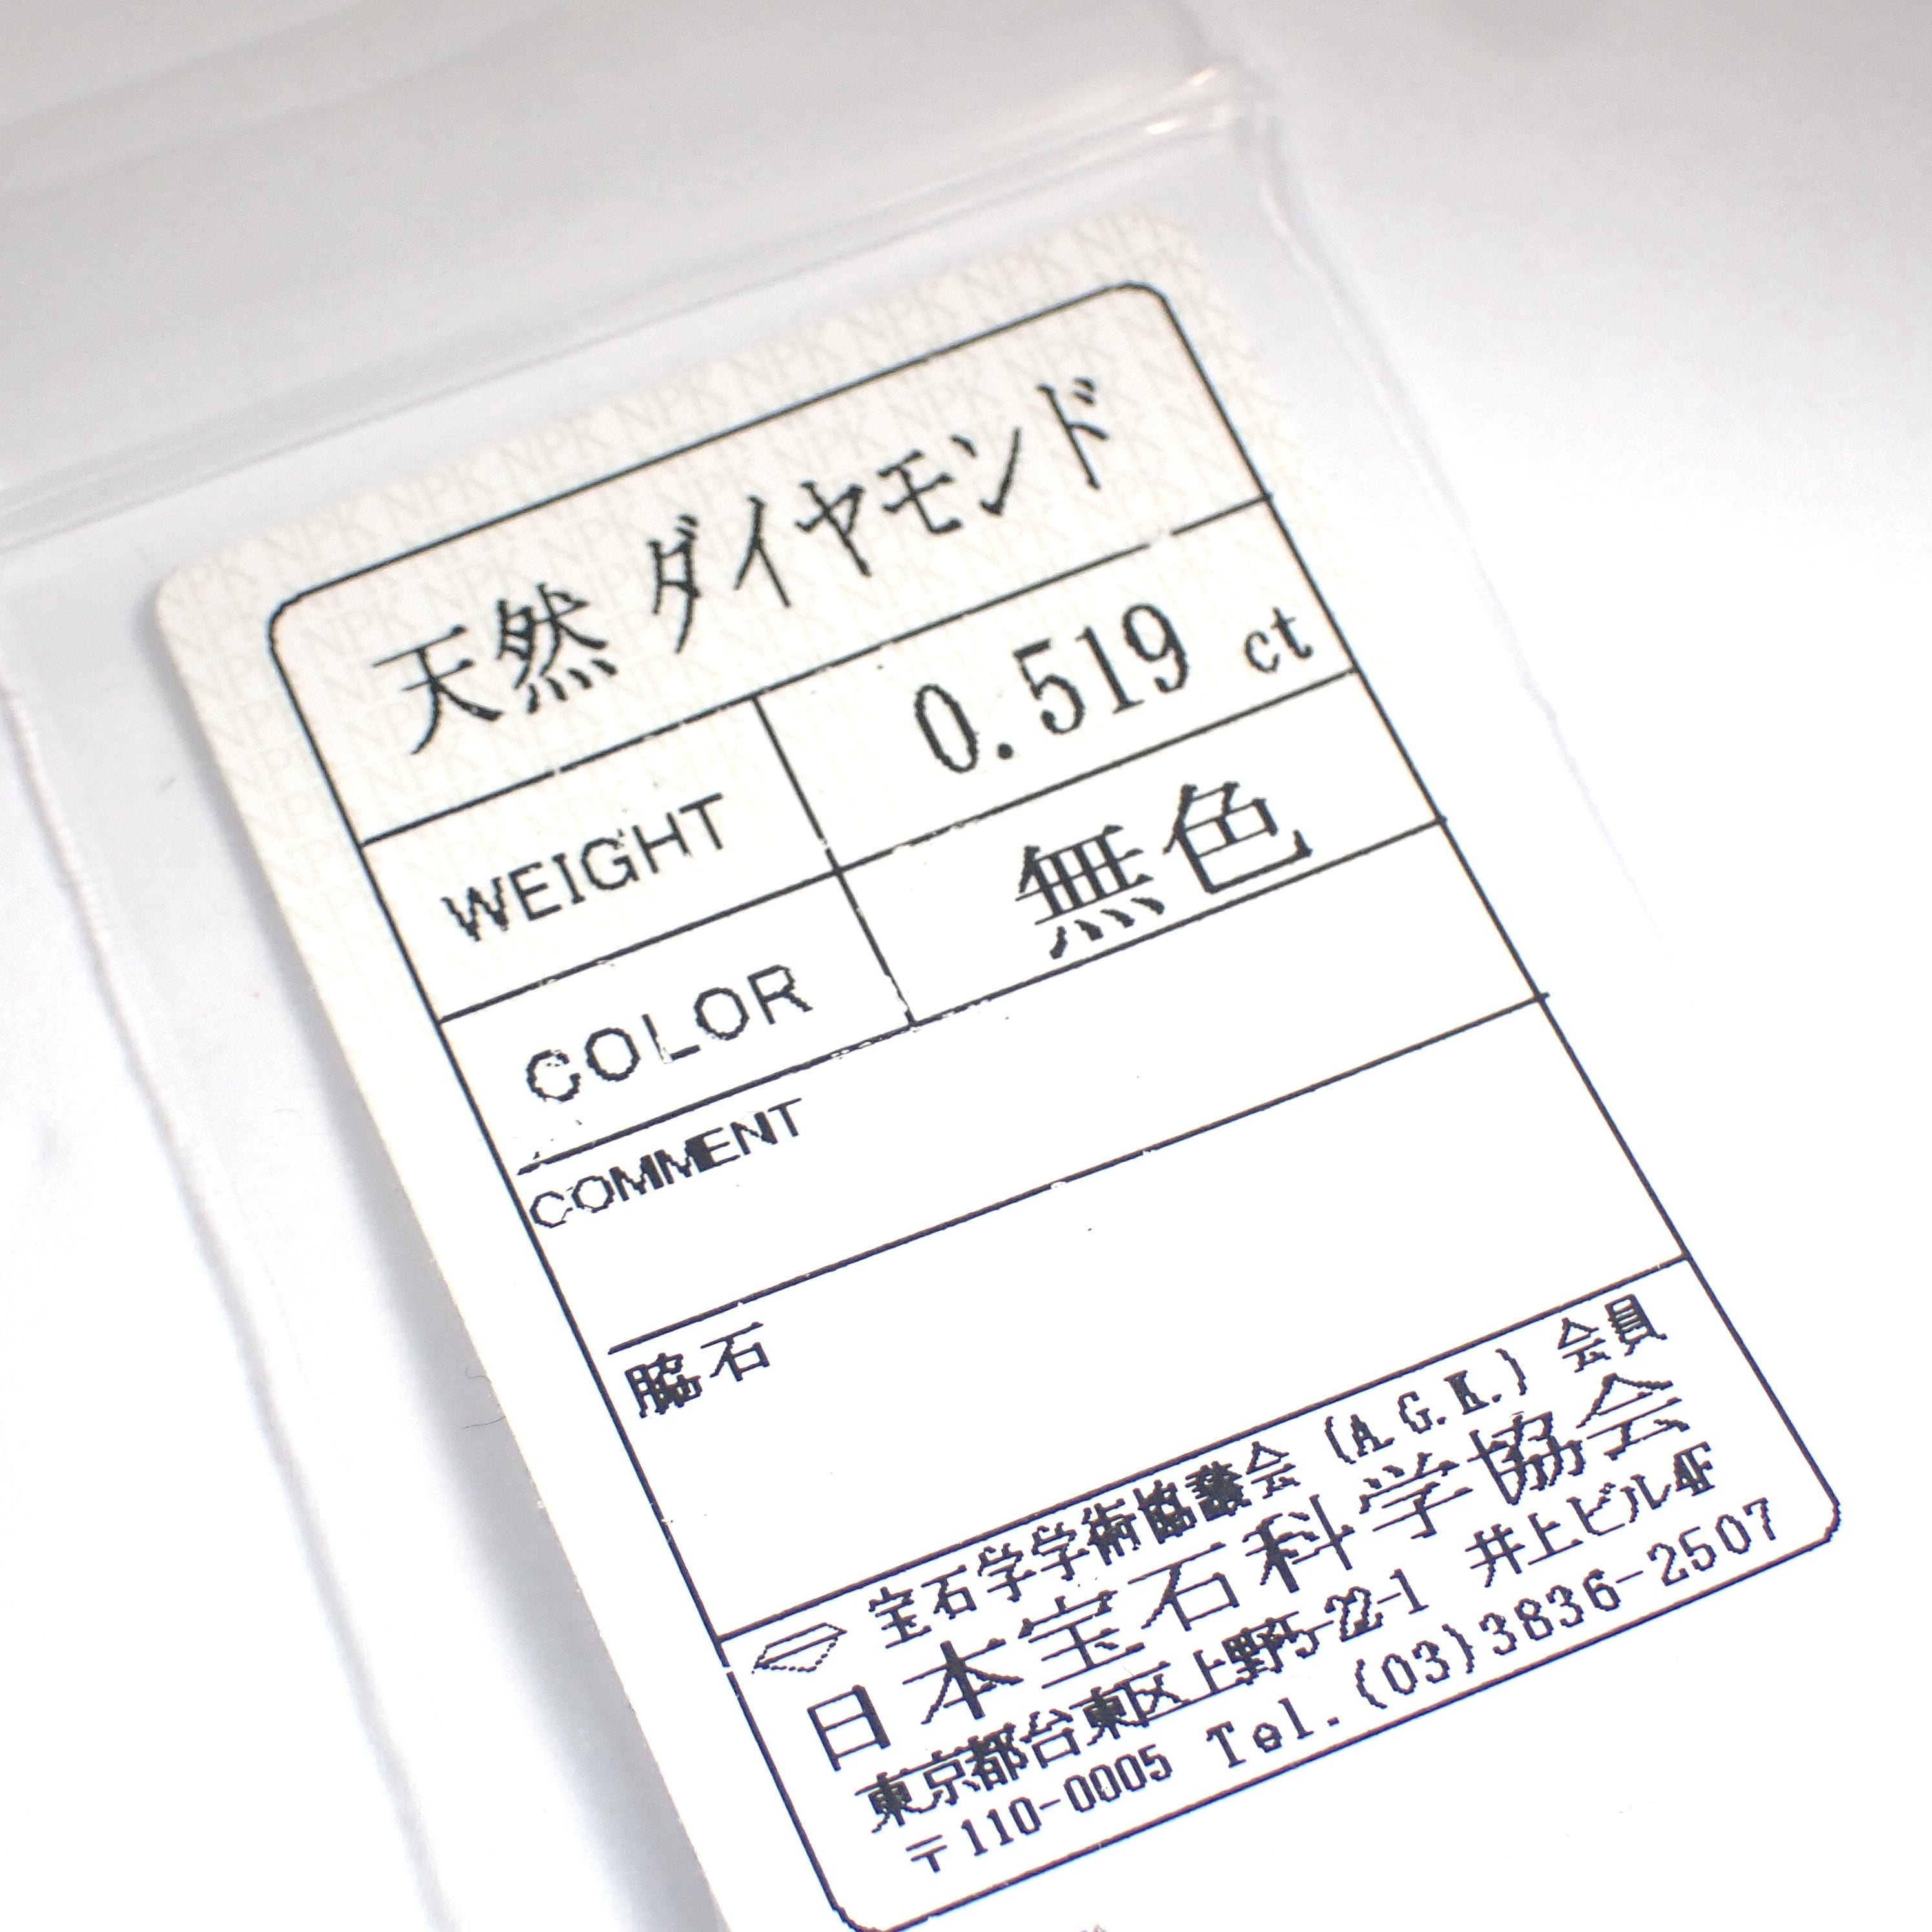 天然 ダイヤモンド
WEIGHT 0.519 ct
COLOR 無色
COMMENT
脇石
宝石学学術協議会 (A.G.K.) 会員
日本宝石科学協会
東京都台東区上野5-22-1 井上ビル4F
〒110-0005 Tel.(03)3836-2507